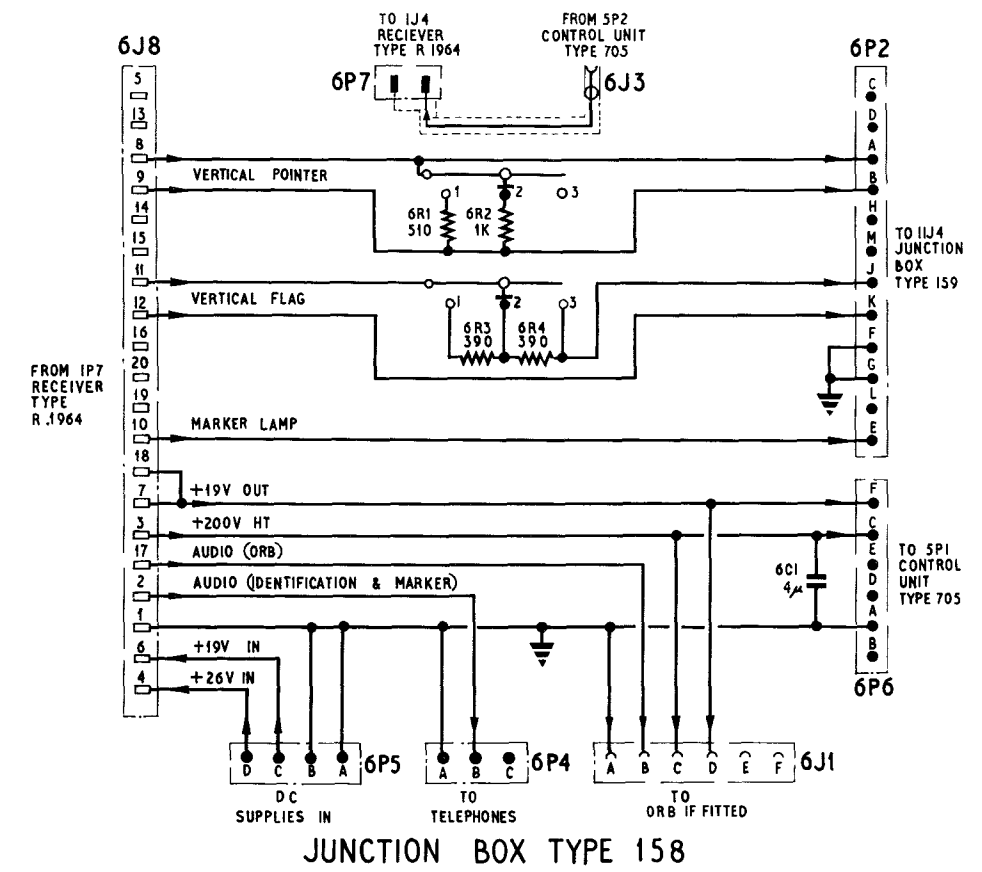 TO 1J4
RECIEVER
TYPE R 1964
FROM 5P2
CONTROL UNIT
TYPE 705
6J8
6P7
6J3
6P2
5
13
8
9
14
15
11
12
16
20
19
10
18
7
3
17
2
1
6
4
VERTICAL POINTER
1
2
3
6R1
510
6R2
1K
VERTICAL FLAG
1
2
3
6R3
390
6R4
390
C
D
A
B
H
M
J
K
F
G
L
E
TO 11J4
JUNCTION
BOX
TYPE 159
FROM 1P7
RECEIVER
TYPE
R.1964
MARKER LAMP
+19V OUT
+200V HT
AUDIO (ORB)
AUDIO (IDENTIFICATION & MARKER)
+19V IN
+26V IN
6C1
4μ
F
C
E
D
A
B
TO 5P1
CONTROL
UNIT
TYPE 705
6P6
D C B A
6P5
A B C
6P4
A B C D E F
6J1
DC
SUPPLIES IN
TO
TELEPHONES
TO
ORB IF FITTED
JUNCTION BOX TYPE 158